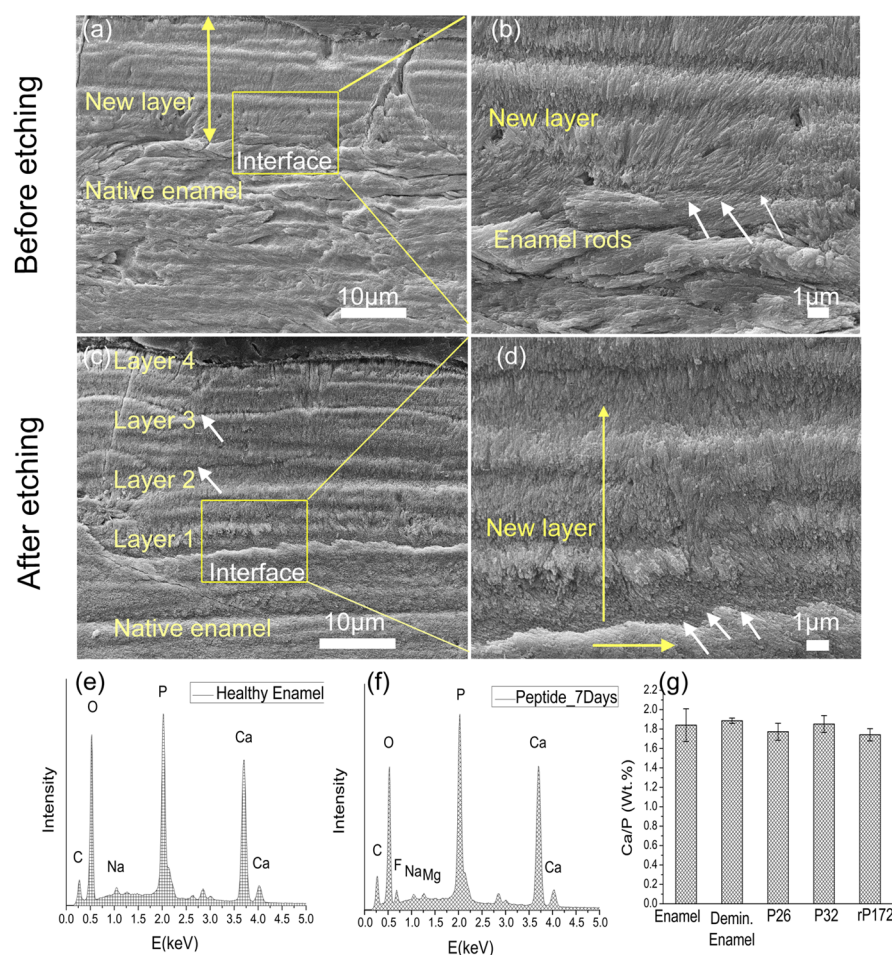 Before etching
(a)
New layer
Interface
Native enamel
10μm
(b)
New layer
Enamel rods
1μm
After etching
(c)
Layer 4
Layer 3
Layer 2
Layer 1
Interface
Native enamel
10μm
(d)
New layer
1μm
(e)
Healthy Enamel
O
P
Ca
C
Na
Ca
Intensity
0.0 0.5 1.0 1.5 2.0 2.5 3.0 3.5 4.0 4.5 5.0
E(keV)
(f)
Peptide_7Days
P
O
Ca
C
F
Na
Mg
Ca
Intensity
0.0 0.5 1.0 1.5 2.0 2.5 3.0 3.5 4.0 4.5 5.0
E(keV)
(g)
2.2
2.0
1.8
1.6
1.4
1.2
1.0
0.8
0.6
0.4
0.2
0.0
Ca/P (Wt.%)
Enamel Demin. P26 P32 rP172
Enamel